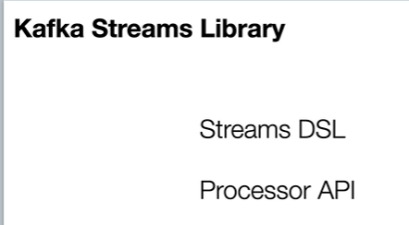 Kafka Streams Library
Streams DSL
Processor API